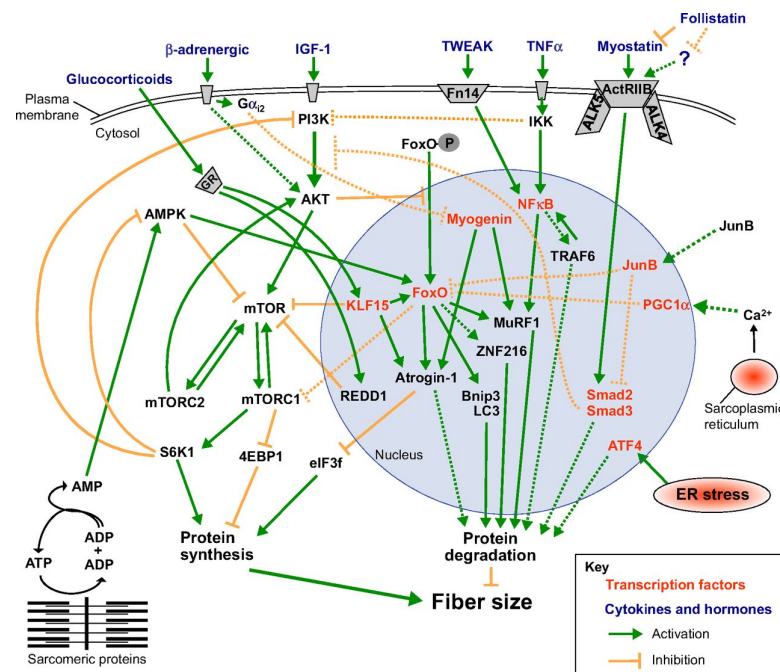 Follistatin
β-adrenergic
IGF-1
TWEAK
TNFα
Myostatin
?
Glucocorticoids
Plasma
membrane
Cytosol
Gαi2
Fn14
ActRIIB
ALK5
ALK4
PI3K
IKK
FoxO
P
GR
AKT
AMPK
NFκB
Myogenin
TRAF6
JunB
JunB
mTOR
KLF15
FoxO
PGC1α
Ca2+
MuRF1
ZNF216
Atrogin-1
mTORC2
mTORC1
REDD1
Bnip3
LC3
Smad2
Smad3
Sarcoplasmic
reticulum
S6K1
4EBP1
eIF3f
Nucleus
ATF4
ER stress
AMP
ADP
+
ADP
ATP
Protein
synthesis
Protein
degradation
Fiber size
Sarcomeric proteins
Key
Transcription factors
Cytokines and hormones
Activation
Inhibition